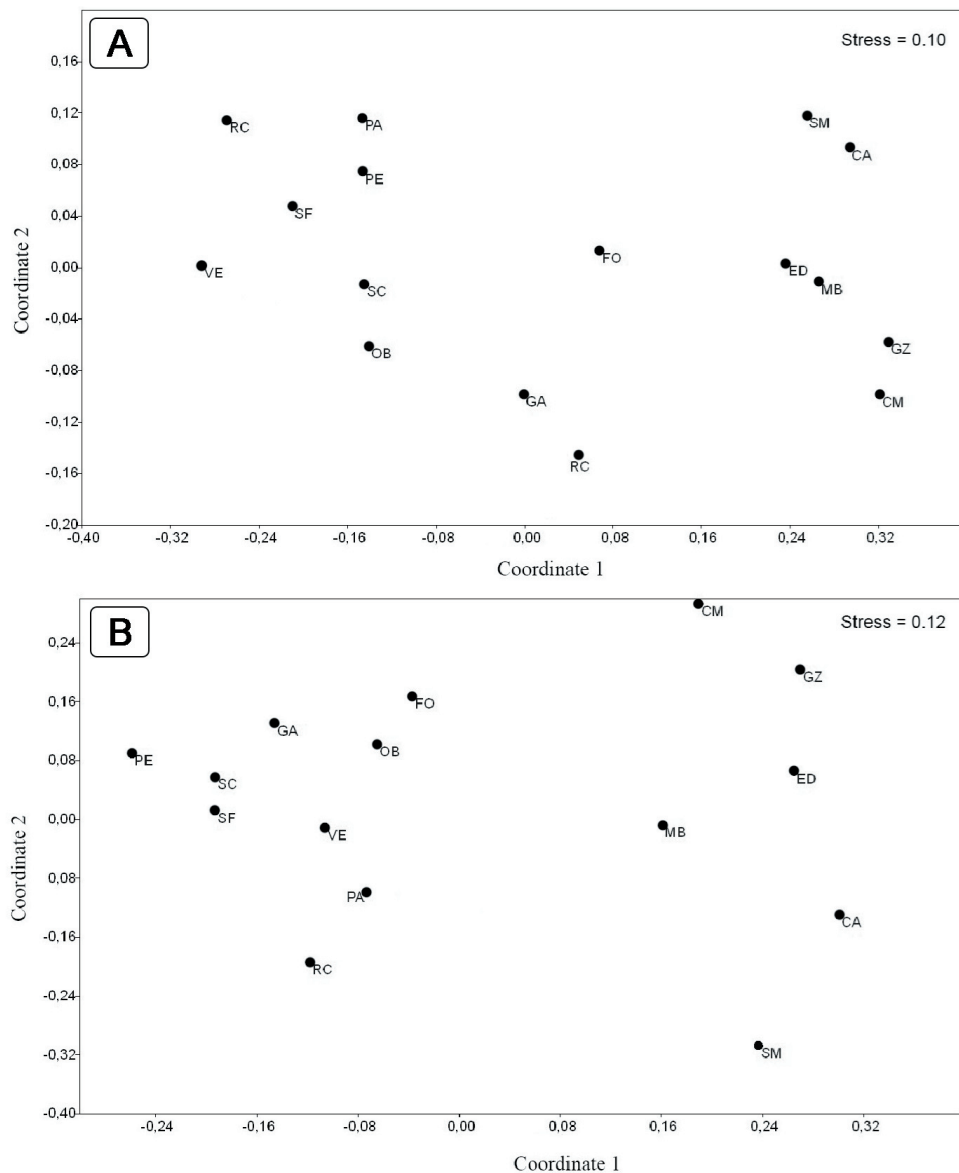 A
Stress = 0.10
0,16
0,12
0,08
0,04
0,00
-0,04
-0,08
-0,12
-0,16
-0,20
Coordinate 2
RC
PA
SM
CA
PE
SF
FO
VE
ED
SC
MB
OB
GZ
GA
CM
RC
-0,40
-0,32
-0,24
-0,16
-0,08
0,00
0,08
0,16
0,24
0,32
Coordinate 1
B
Stress = 0.12
0,24
0,16
0,08
0,00
0,08
-0,16
-0,24
-0,32
-0,40
Coordinate 2
CM
GZ
FO
GA
OB
PE
ED
SC
SF
VE
MB
PA
CA
RC
SM
-0,24
-0,16
-0,08
0,00
0,08
0,16
0,24
0,32
Coordinate 1